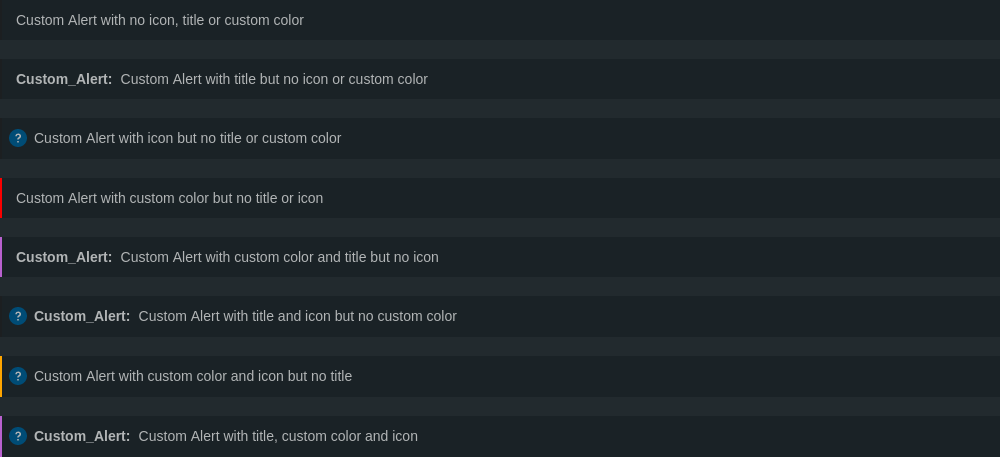 Custom Alert with no icon, title or custom color
Custom_Alert: Custom Alert with title but no icon or custom color
? Custom Alert with icon but no title or custom color
Custom Alert with custom color but no title or icon
Custom_Alert: Custom Alert with custom color and title but no icon
? Custom_Alert: Custom Alert with title and icon but no custom color
? Custom Alert with custom color and icon but no title
? Custom_Alert: Custom Alert with title, custom color and icon